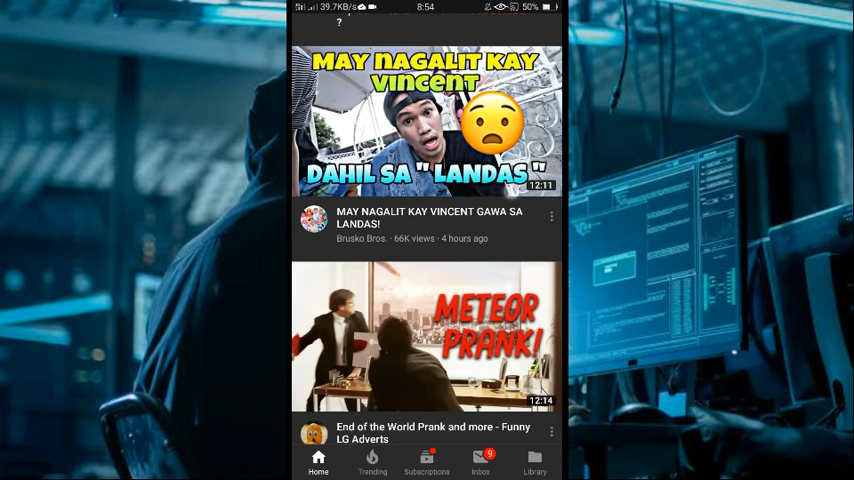 39.7KB/s
8:54
50%
?
MAY NAGALIT KAY
VINCENT
DAHIL SA " LANDAS "
12:11
MAY NAGALIT KAY VINCENT GAWA SA
LANDAS!
Brusko Bros. · 66K views · 4 hours ago
METEOR
PRANK!
12:14
End of the World Prank and more - Funny
LG Adverts
9
Home
Trending
Subscriptions
Inbox
Library